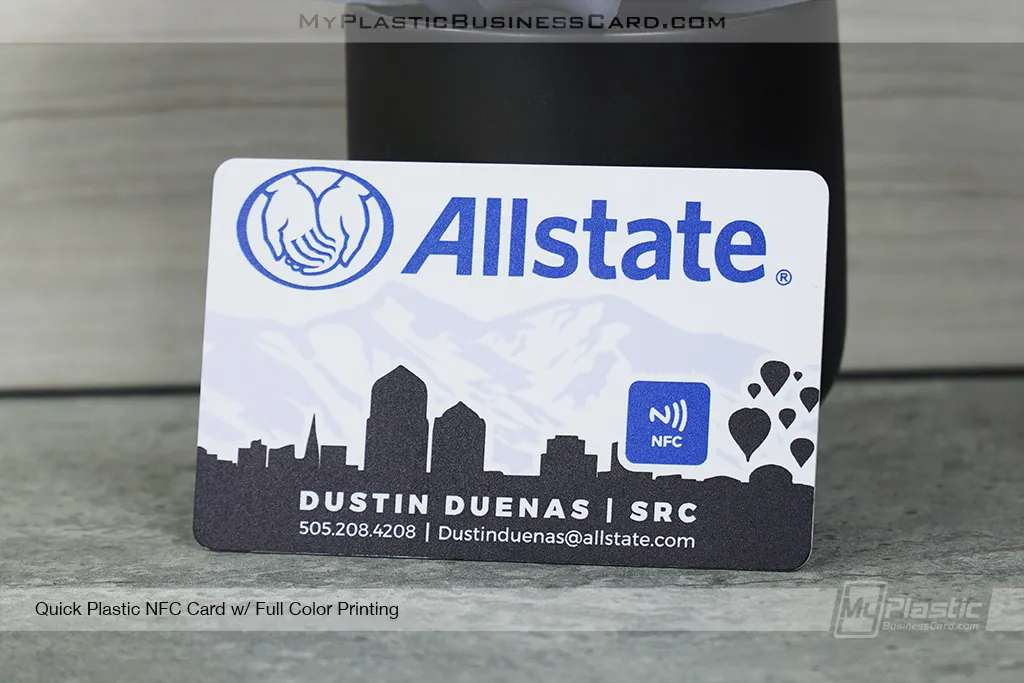 MyPlasticBusinessCard.com
Allstate®
NFC
DUSTIN DUENAS | SRC
505.208.4208 | Dustinduenas@allstate.com
Quick Plastic NFC Card w/ Full Color Printing
MyPlastic
BusinessCard.com